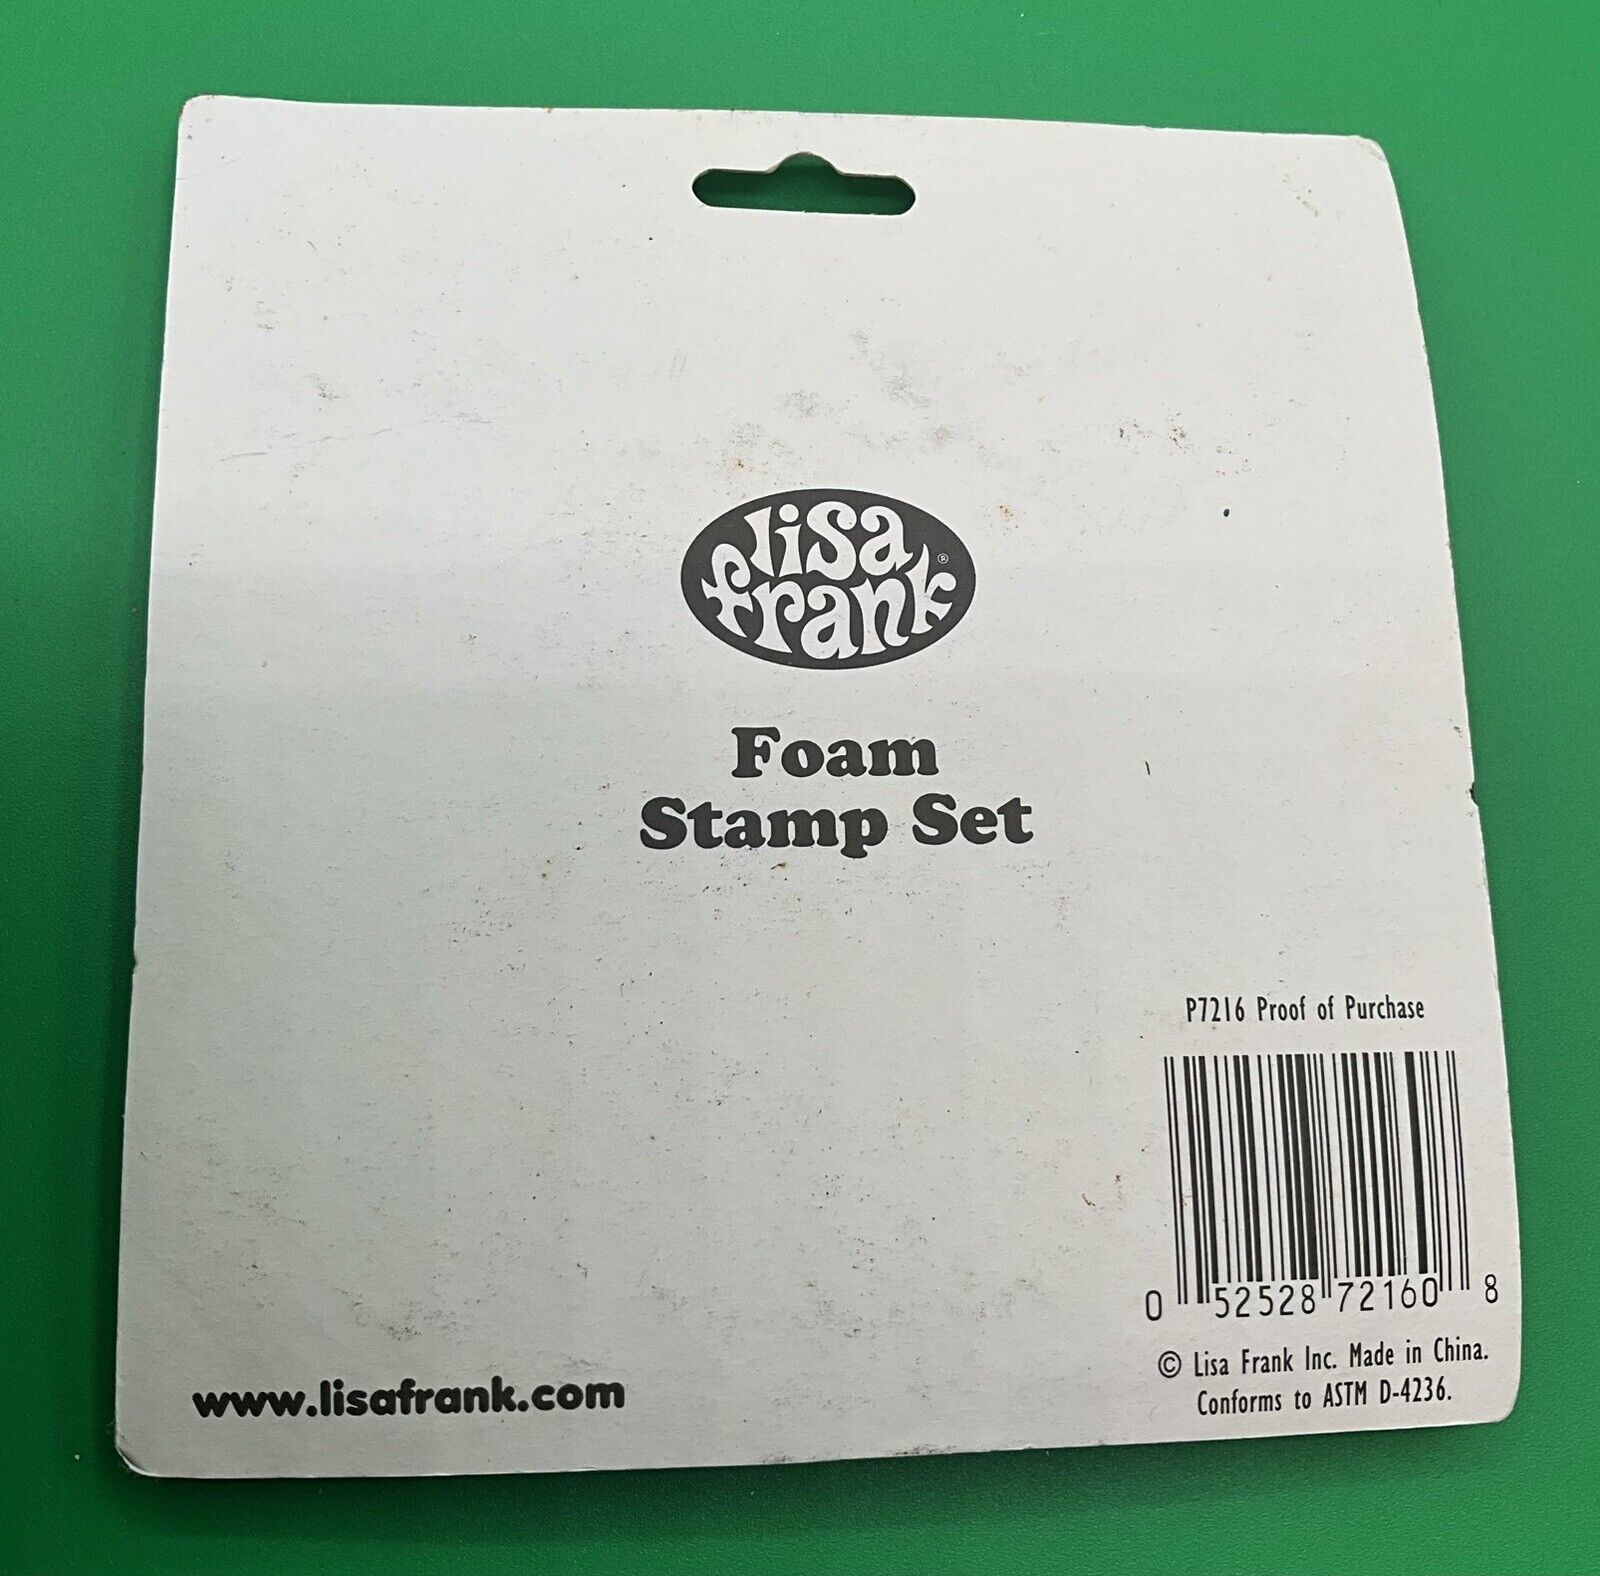 lisa
frank®
Foam
Stamp Set
P7216 Proof of Purchase
0 52528 72160 8
© Lisa Frank Inc. Made in China.
Conforms to ASTM D-4236.
www.lisafrank.com